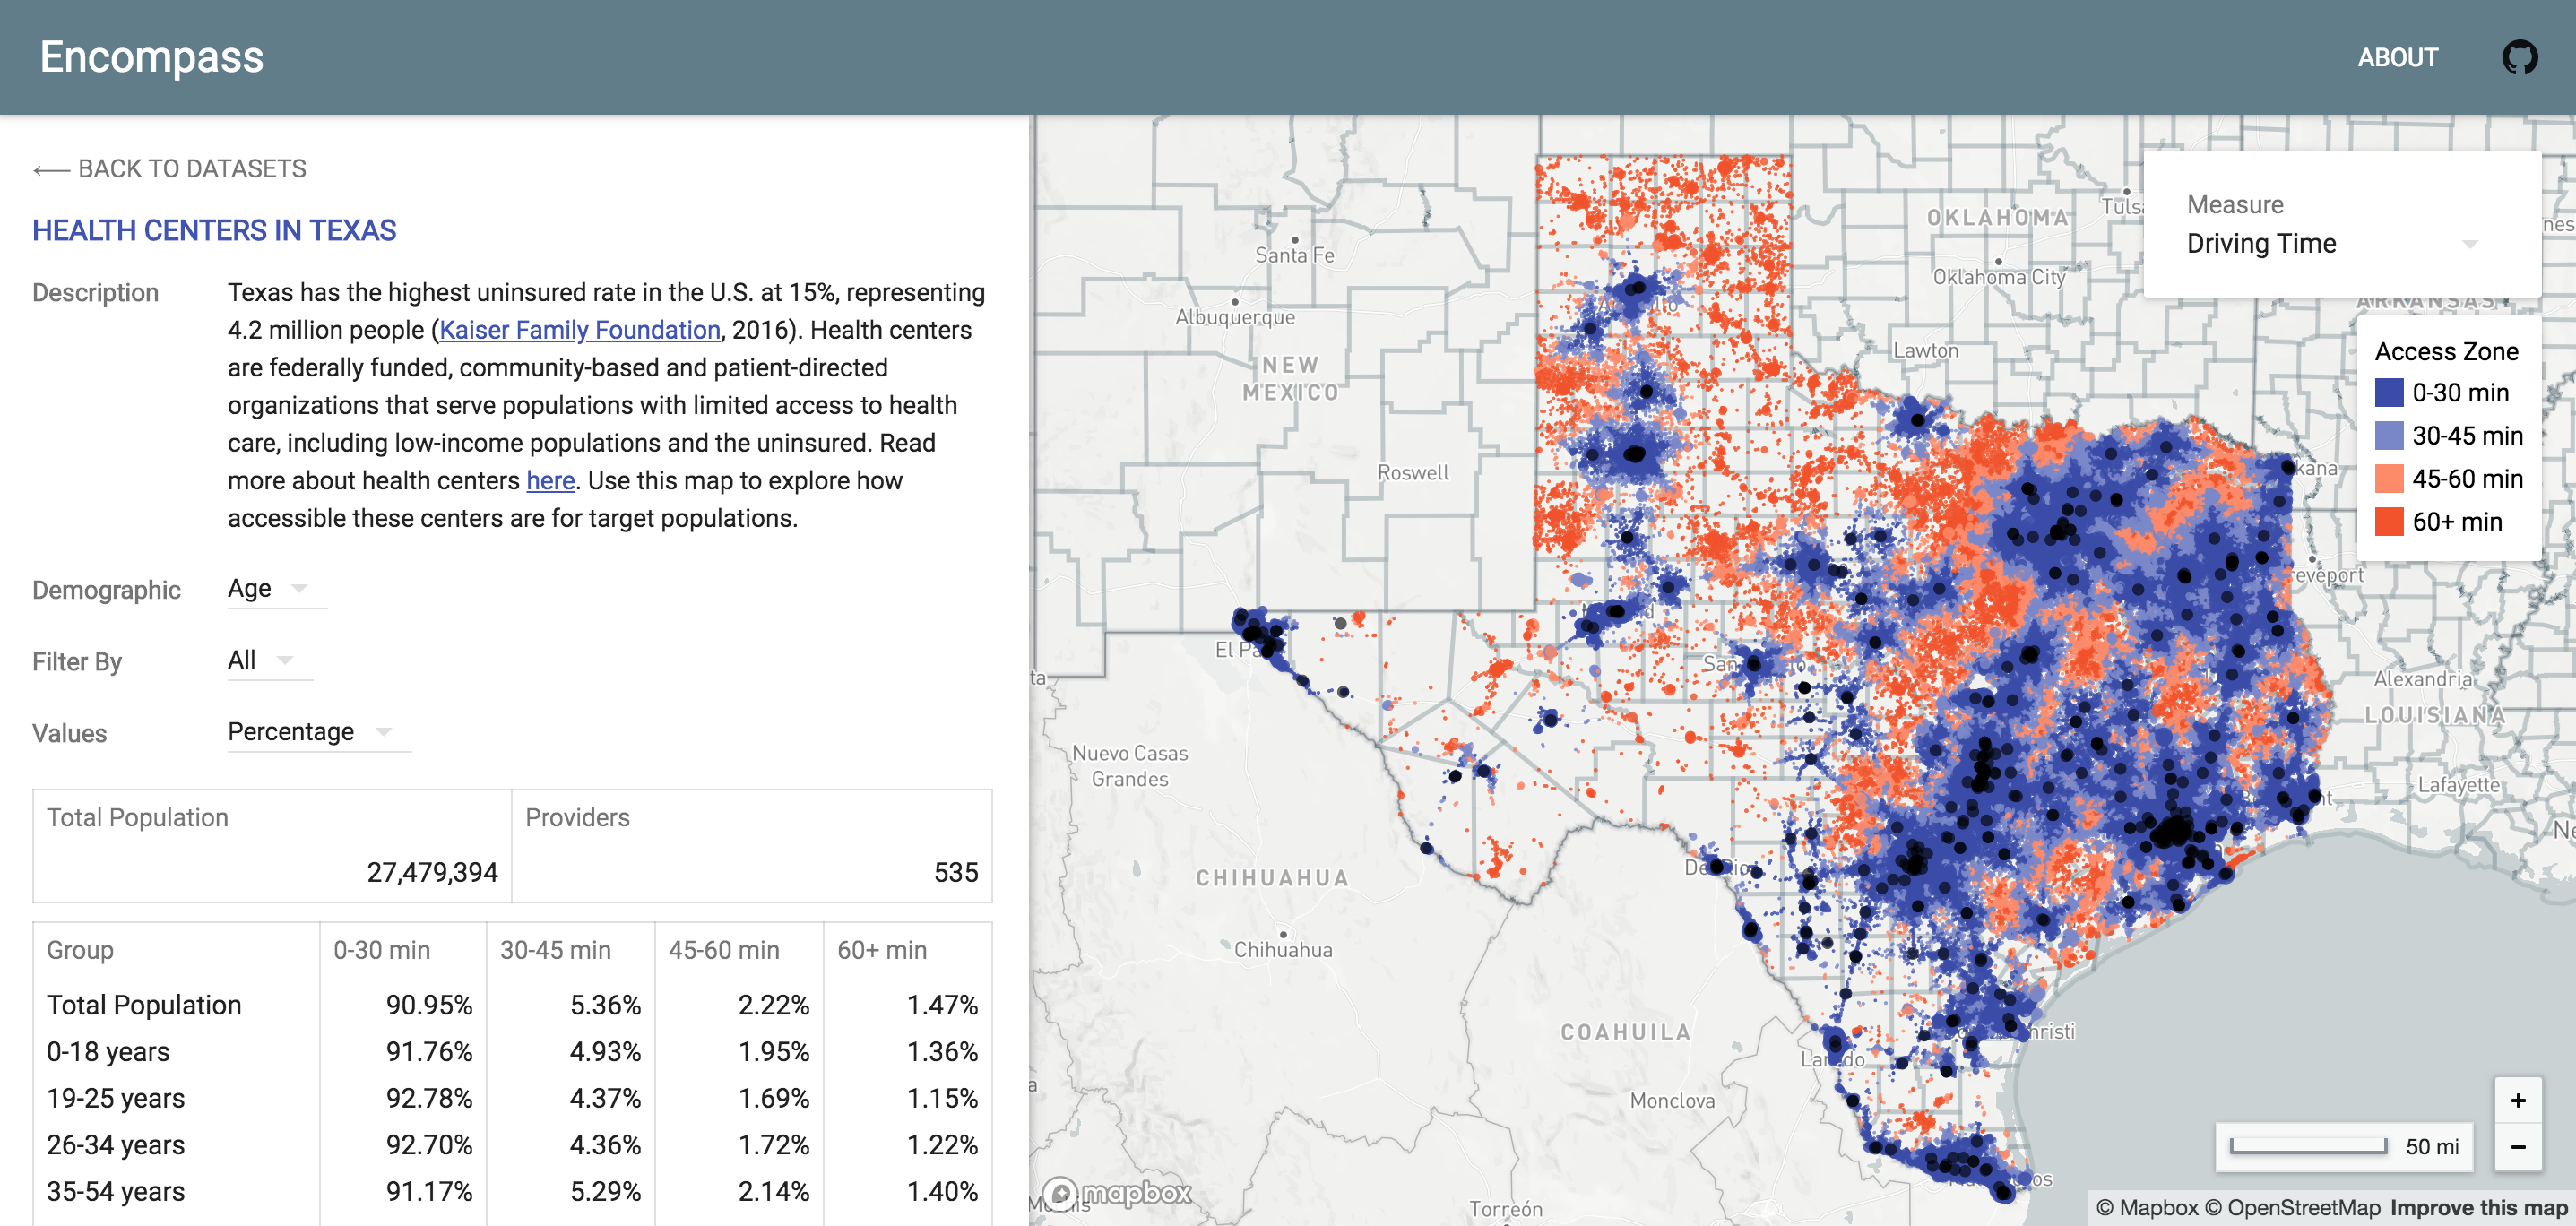 Encompass
ABOUT
BACK TO DATASETS
HEALTH CENTERS IN TEXAS
Description
Texas has the highest uninsured rate in the U.S. at 15%, representing
4.2 million people (Kaiser Family Foundation, 2016). Health centers
are federally funded, community-based and patient-directed
organizations that serve populations with limited access to health
care, including low-income populations and the uninsured. Read
more about health centers here. Use this map to explore how
accessible these centers are for target populations.
Demographic Age
Filter By All
Values Percentage
Total Population Providers
27,479,394 535
Group 0-30 min 30-45 min 45-60 min 60+ min
Total Population 90.95% 5.36% 2.22% 1.47%
0-18 years 91.76% 4.93% 1.95% 1.36%
19-25 years 92.78% 4.37% 1.69% 1.15%
26-34 years 92.70% 4.36% 1.72% 1.22%
35-54 years 91.17% 5.29% 2.14% 1.40%
Measure
Driving Time
Access Zone
0-30 min
30-45 min
45-60 min
60+ min
OKLAHOMA
Tuls
Santa Fe
Oklahoma City
ARKANSAS
Albuquerque
Lawton
NEW
MEXICO
Roswell
kana
eveport
El Pa
San
Alexandria
LOUISIANA
Nuevo Casas
Grandes
Lafayette
CHIHUAHUA
Del Rio
Chihuahua
COAHUILA
hristi
Laredo
Monclova
Torreón
mapbox
50 mi
+
−
© Mapbox © OpenStreetMap Improve this map